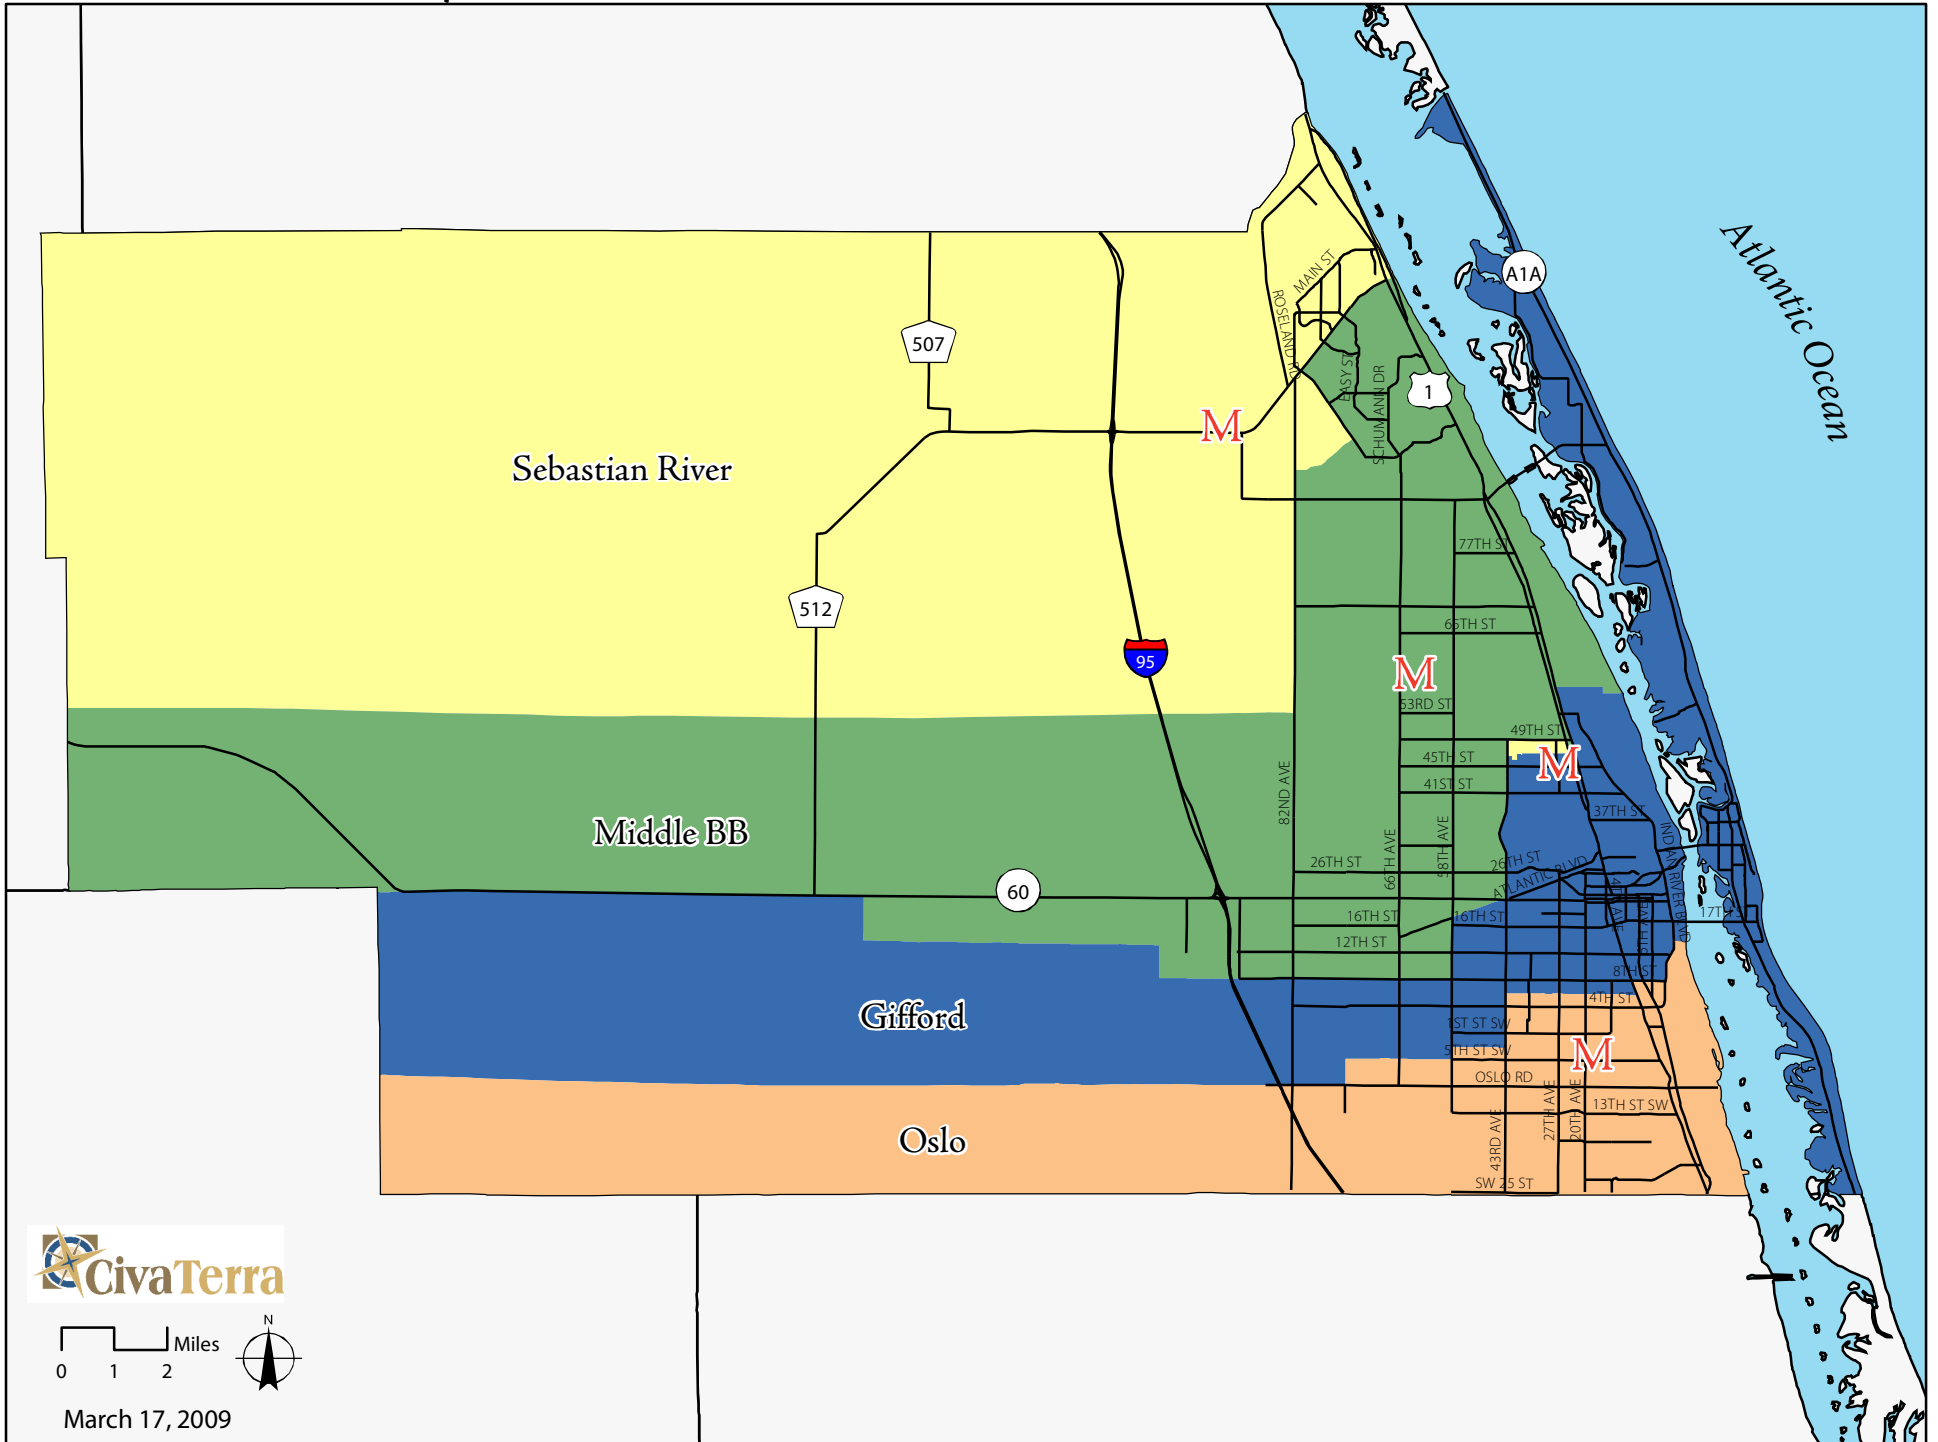 Atlantic Ocean
A1A
MAIN ST
ROSELAND RD
507
EASY ST
SCHUMANN DR
1
M
Sebastian River
77TH ST
512
65TH ST
95
M
53RD ST
49TH ST
45TH ST
M
41ST ST
82ND AVE
37TH ST
Middle BB
66TH AVE
58TH AVE
INDIAN RIVER BLVD
26TH ST
26TH ST
ATLANTIC BLVD
60
16TH ST
16TH ST
17TH
12TH ST
8TH ST
4TH ST
Gifford
1ST ST SW
5TH ST SW
M
OSLO RD
13TH ST SW
Oslo
43RD AVE
27TH AVE
20TH AVE
SW 25 ST
CivaTerra
N
Miles
0 1 2
March 17, 2009